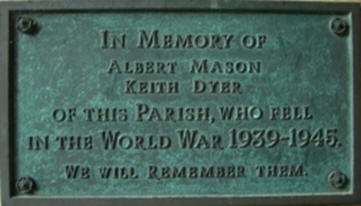 In Memory of
Albert Mason
Keith Dyer
of this Parish, who fell
in the World War 1939-1945.
We will Remember them.